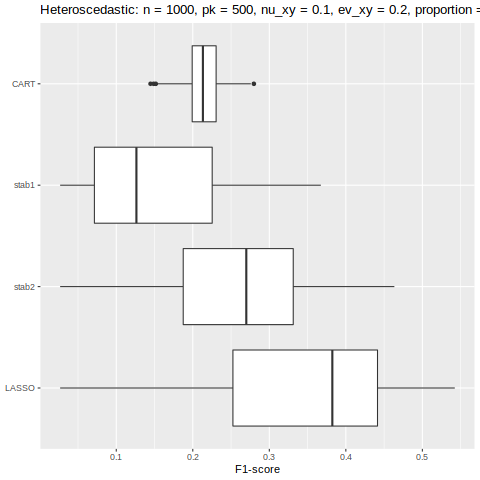 Heteroscedastic: n = 1000, pk = 500, nu_xy = 0.1, ev_xy = 0.2, proportion =
CART
stab1
stab2
LASSO
0.1 0.2 0.3 0.4 0.5
F1-score